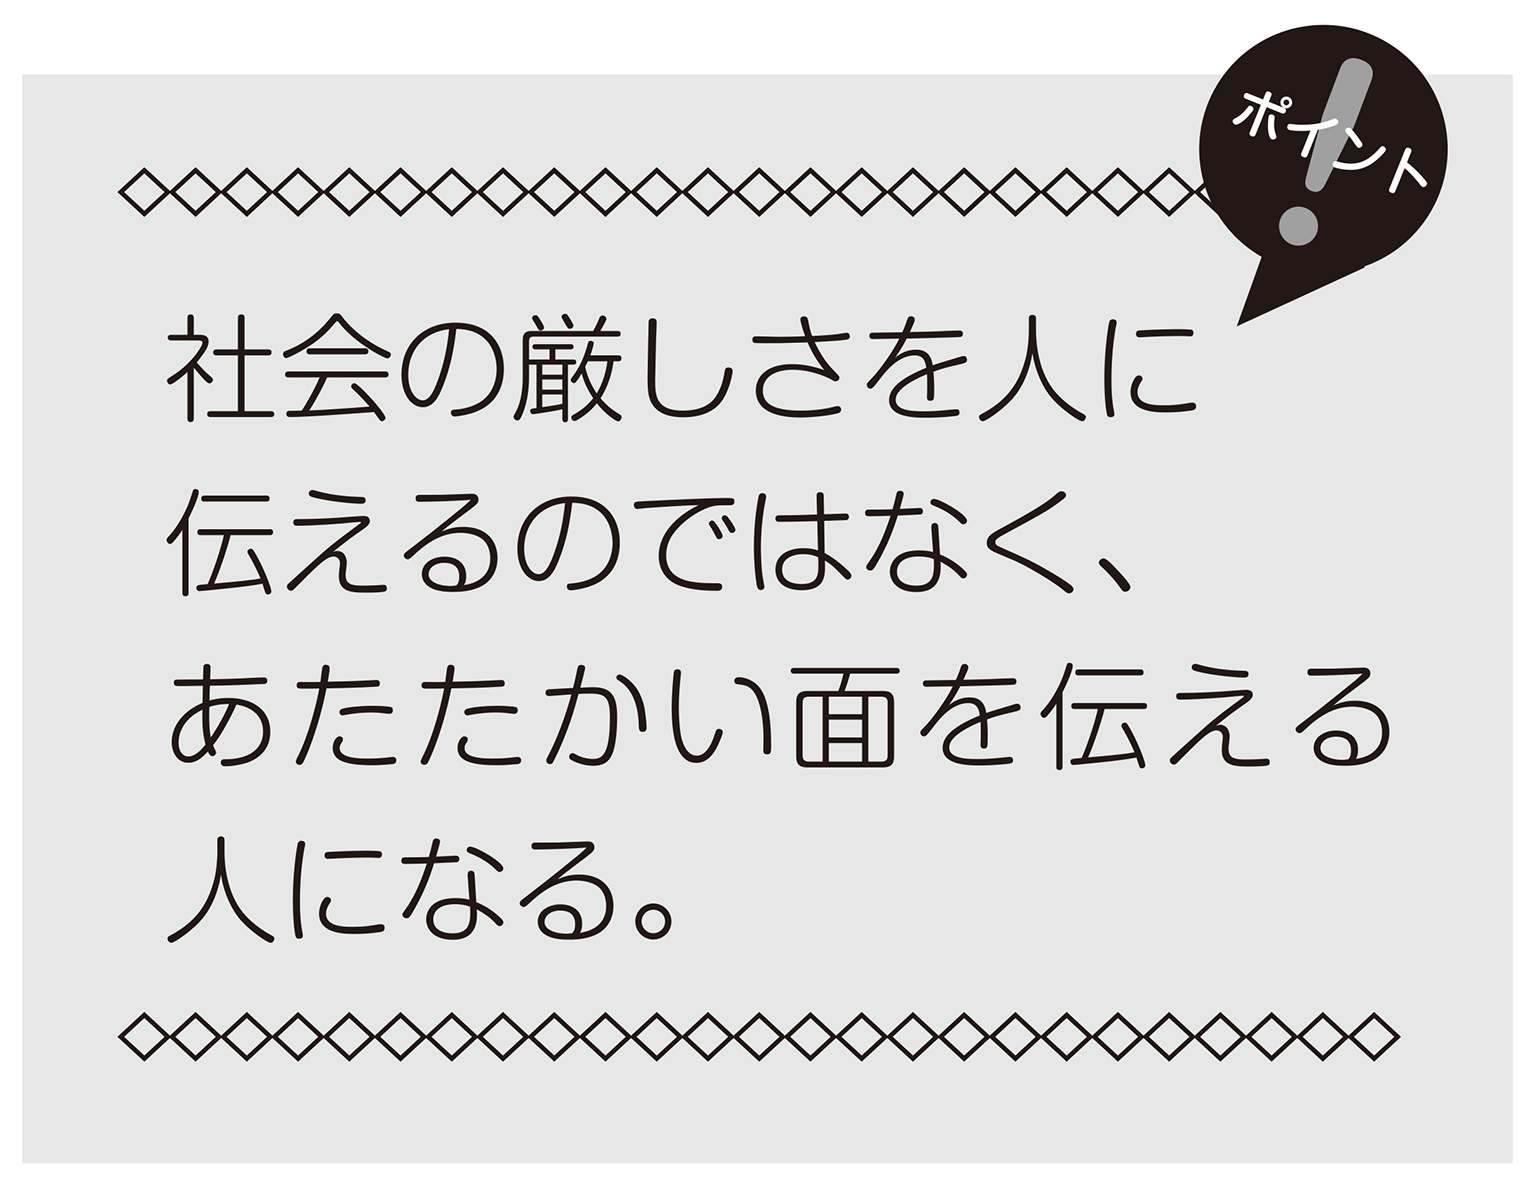 ポイント
社会の厳しさを人に
伝えるのではなく、
あたたかい面を伝える
人になる。